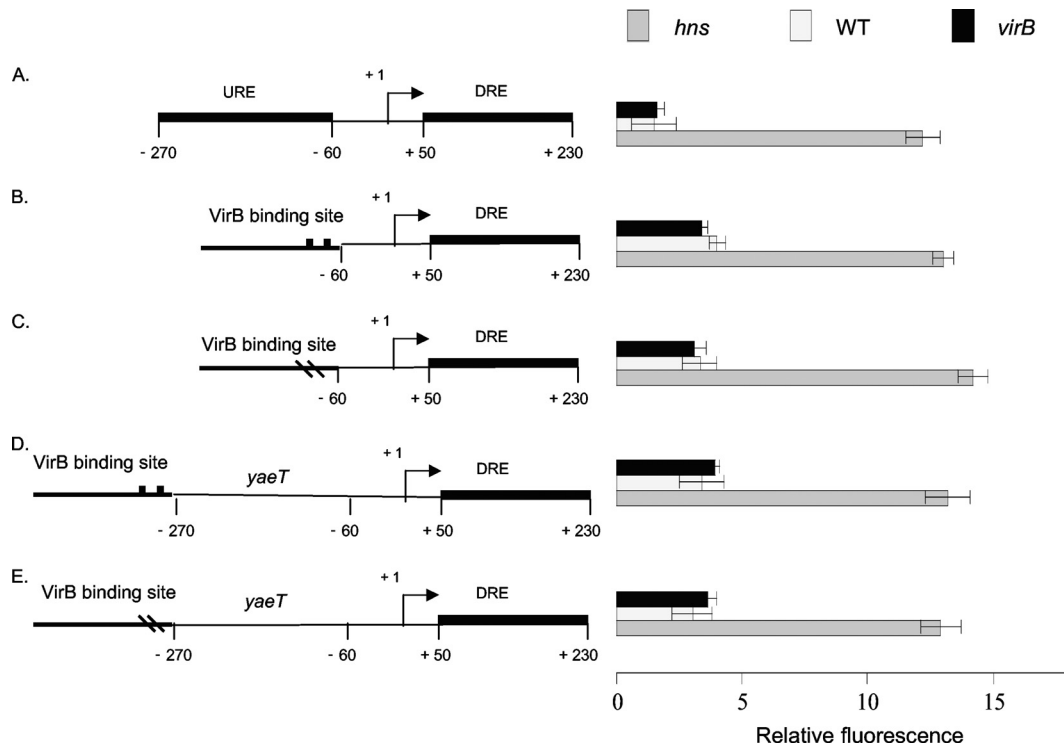 hns WT virB
A.
+ 1
URE DRE
- 270 - 60 + 50 + 230
B.
VirB binding site + 1 DRE
- 60 + 50 + 230
C.
VirB binding site + 1 DRE
- 60 + 50 + 230
D.
VirB binding site yaeT + 1 DRE
- 270 - 60 + 50 + 230
E.
VirB binding site yaeT + 1 DRE
- 270 - 60 + 50 + 230
0 5 10 15
Relative fluorescence